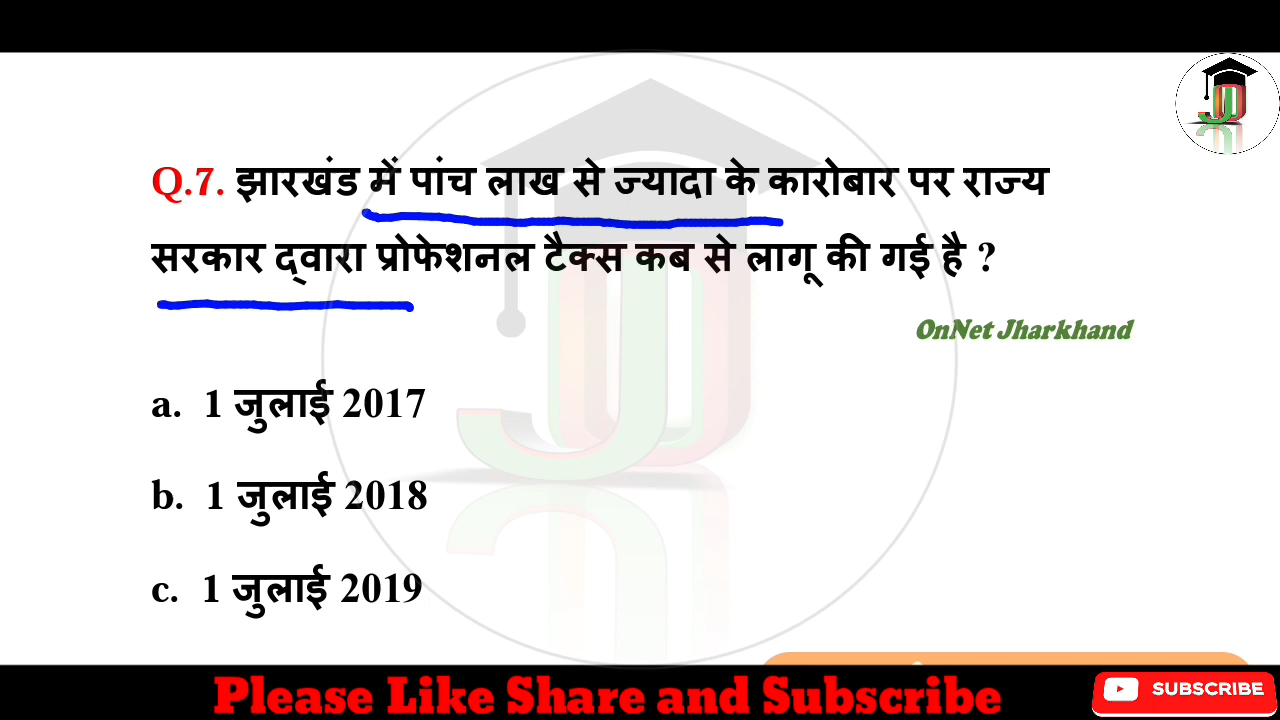 Q.7. झारखंड में पांच लाख से ज्यादा के कारोबार पर राज्य
सरकार द्वारा प्रोफेशनल टैक्स कब से लागू की गई है ?
OnNet Jharkhand
a. 1 जुलाई 2017
b. 1 जुलाई 2018
c. 1 जुलाई 2019
Please Like Share and Subscribe
SUBSCRIBE